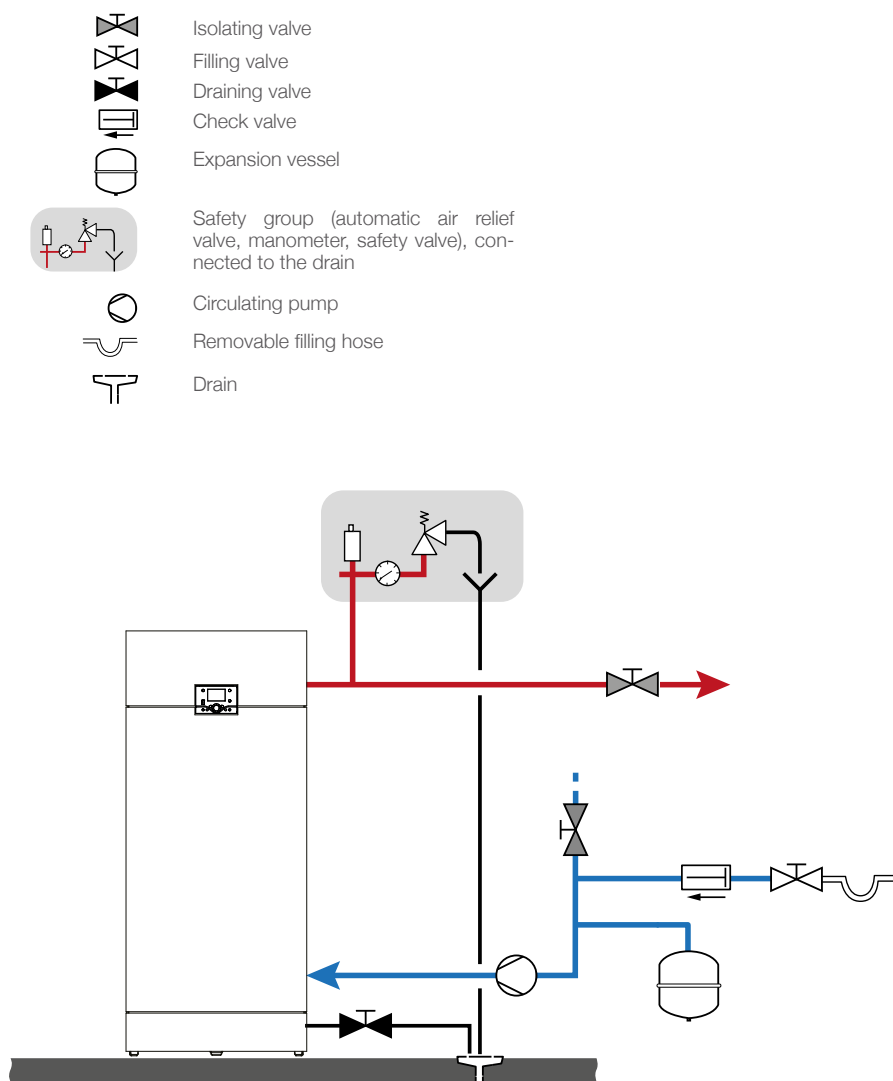 Isolating valve
Filling valve
Draining valve
Check valve
Expansion vessel
Safety group (automatic air relief
valve, manometer, safety valve), con-
nected to the drain
Circulating pump
Removable filling hose
Drain